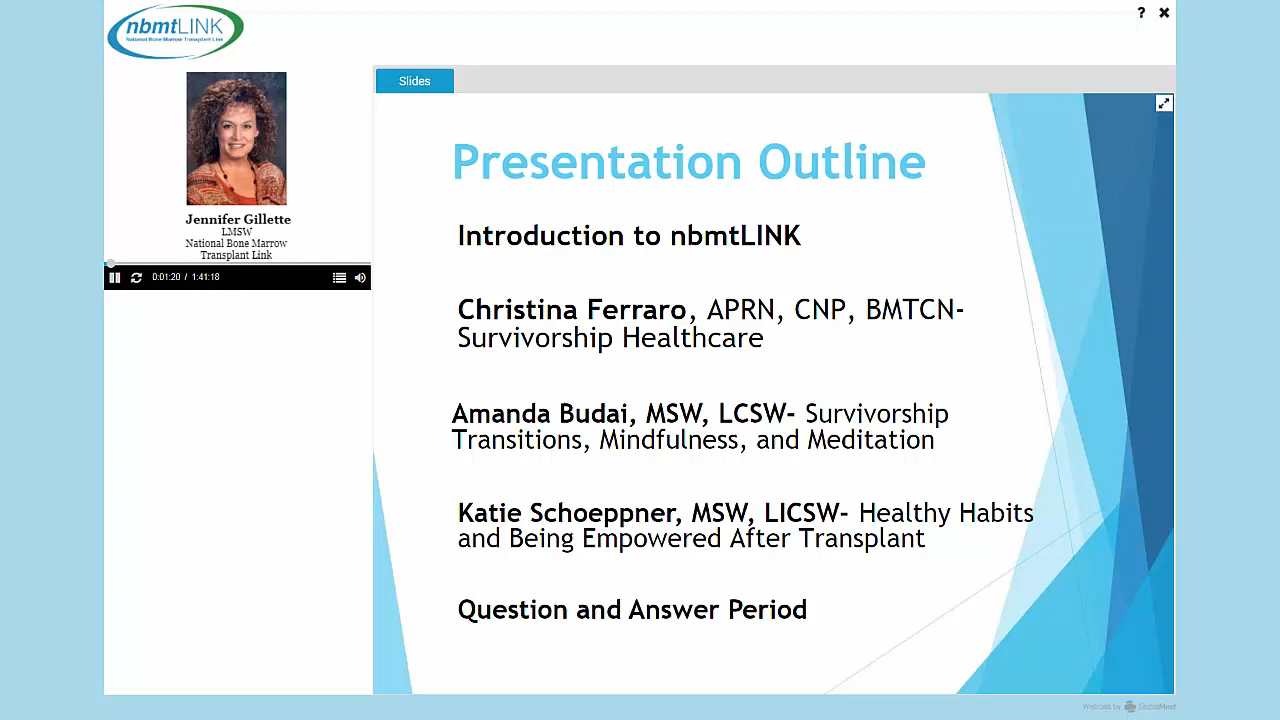 nbmtLINK
National Bone Marrow Transplant Link
? ×
Slides
Jennifer Gillette
LMSW
National Bone Marrow
Transplant Link
0:01:20 / 1:41:18
Presentation Outline
Introduction to nbmtLINK
Christina Ferraro, APRN, CNP, BMTCN-
Survivorship Healthcare
Amanda Budai, MSW, LCSW- Survivorship
Transitions, Mindfulness, and Meditation
Katie Schoeppner, MSW, LICSW- Healthy Habits
and Being Empowered After Transplant
Question and Answer Period
Webcasts by GlobalMeet